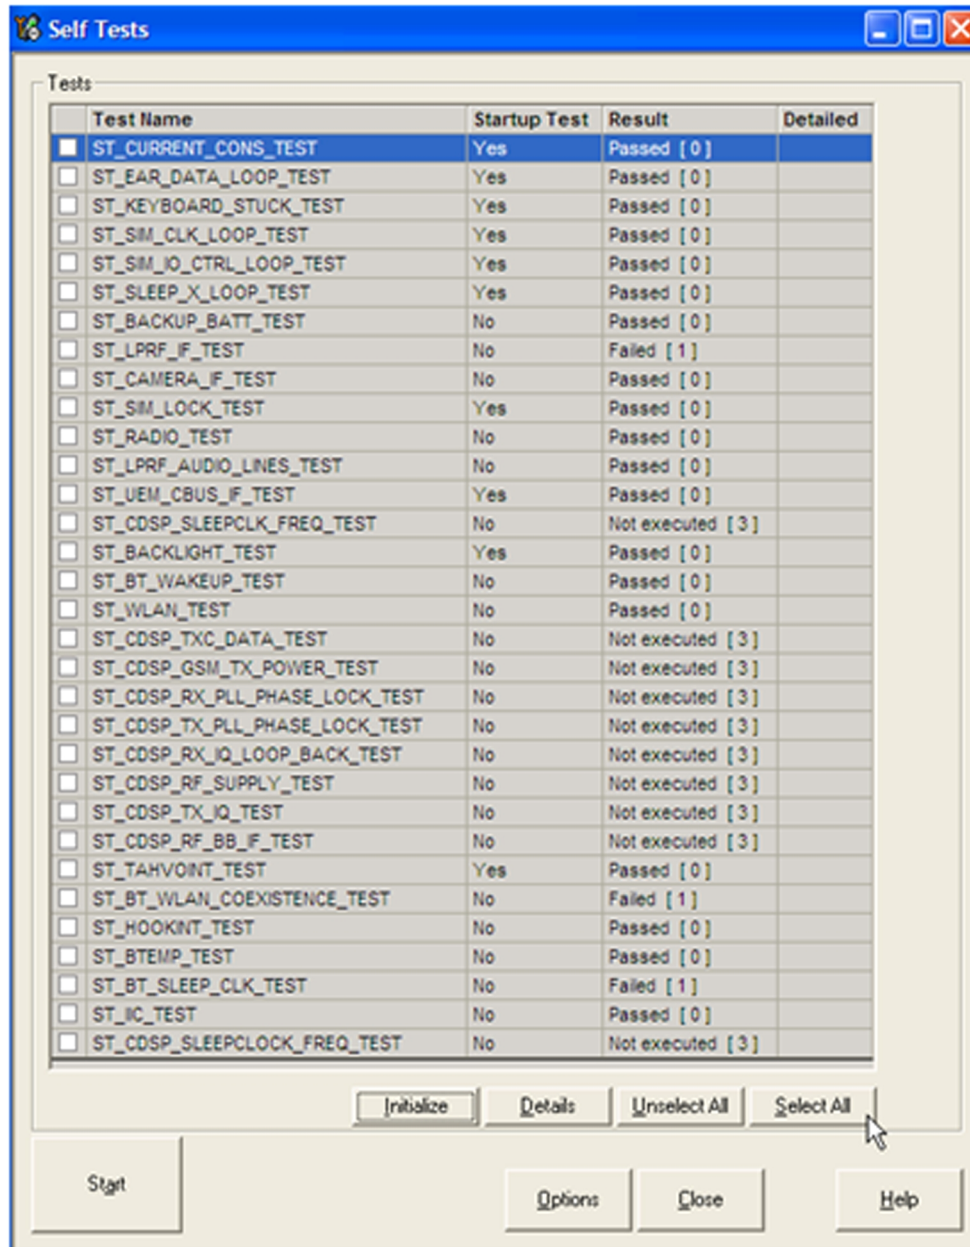 Self Tests
Tests
Test Name Startup Test Result Detailed
ST_CURRENT_CONS_TEST Yes Passed [ 0 ]
ST_EAR_DATA_LOOP_TEST Yes Passed [ 0 ]
ST_KEYBOARD_STUCK_TEST Yes Passed [ 0 ]
ST_SIM_CLK_LOOP_TEST Yes Passed [ 0 ]
ST_SIM_IO_CTRL_LOOP_TEST Yes Passed [ 0 ]
ST_SLEEP_X_LOOP_TEST Yes Passed [ 0 ]
ST_BACKUP_BATT_TEST No Passed [ 0 ]
ST_LPRF_IF_TEST No Failed [ 1 ]
ST_CAMERA_IF_TEST No Passed [ 0 ]
ST_SIM_LOCK_TEST Yes Passed [ 0 ]
ST_RADIO_TEST No Passed [ 0 ]
ST_LPRF_AUDIO_LINES_TEST No Passed [ 0 ]
ST_UEM_CBUS_IF_TEST Yes Passed [ 0 ]
ST_CDSP_SLEEPCLK_FREQ_TEST No Not executed [ 3 ]
ST_BACKLIGHT_TEST Yes Passed [ 0 ]
ST_BT_WAKEUP_TEST No Passed [ 0 ]
ST_WLAN_TEST No Passed [ 0 ]
ST_CDSP_TXC_DATA_TEST No Not executed [ 3 ]
ST_CDSP_GSM_TX_POWER_TEST No Not executed [ 3 ]
ST_CDSP_RX_PLL_PHASE_LOCK_TEST No Not executed [ 3 ]
ST_CDSP_TX_PLL_PHASE_LOCK_TEST No Not executed [ 3 ]
ST_CDSP_RX_IQ_LOOP_BACK_TEST No Not executed [ 3 ]
ST_CDSP_RF_SUPPLY_TEST No Not executed [ 3 ]
ST_CDSP_TX_IQ_TEST No Not executed [ 3 ]
ST_CDSP_RF_BB_IF_TEST No Not executed [ 3 ]
ST_TAHVOINT_TEST Yes Passed [ 0 ]
ST_BT_WLAN_COEXISTENCE_TEST No Failed [ 1 ]
ST_HOOKINT_TEST No Passed [ 0 ]
ST_BTEMP_TEST No Passed [ 0 ]
ST_BT_SLEEP_CLK_TEST No Failed [ 1 ]
ST_IIC_TEST No Passed [ 0 ]
ST_CDSP_SLEEPCLOCK_FREQ_TEST No Not executed [ 3 ]
Initialize Details Unselect All Select All
Start Options Close Help